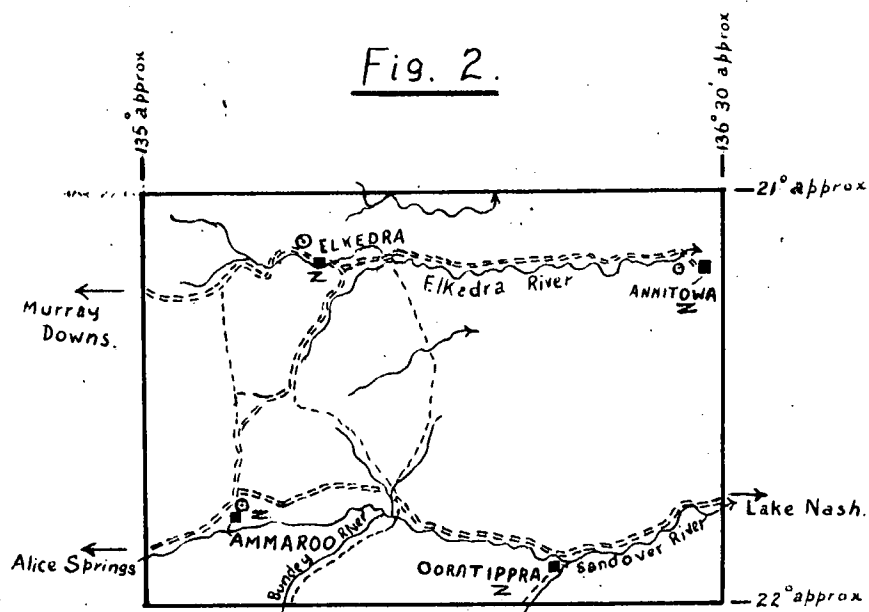 Fig. 2.
135° approx
136° 30' approx
21° approx
ELKEDRA
Elkedra River
ANNITOWA
Murray
Downs.
Lake Nash.
AMMAROO
Bundey River
Alice Springs
OORATIPPRA
Sandover River
22° approx